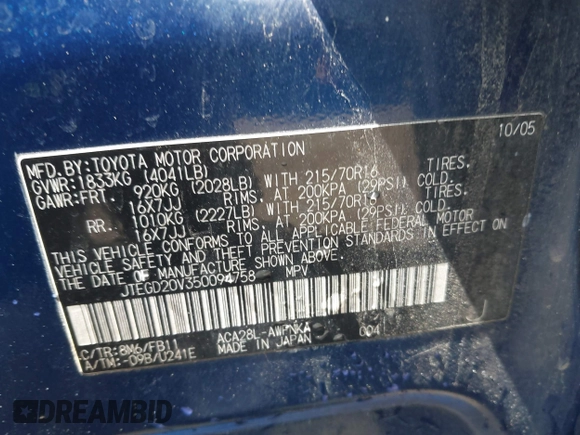 10/05
MFD.BY:TOYOTA MOTOR CORPORATION
GVWR:1833KG (4041LB)
GAWR:FRT. 920KG (2028LB) WITH 215/70R16 TIRES,
16X7JJ RIMS, AT 200KPA (29PSI) COLD.
RR. 1010KG (2227LB) WITH 215/70R16 TIRES,
16X7JJ RIMS, AT 200KPA (29PSI) COLD.
THIS VEHICLE CONFORMS TO ALL APPLICABLE FEDERAL MOTOR
VEHICLE SAFETY AND THEFT PREVENTION STANDARDS IN EFFECT ON
THE DATE OF MANUFACTURE SHOWN ABOVE.
JTEGD20V350094758 MPV
C/TR:8M6/FB11 ACA28L-AWPNKA 004
A/TM:-09B/U241E MADE IN JAPAN
DREAMBID